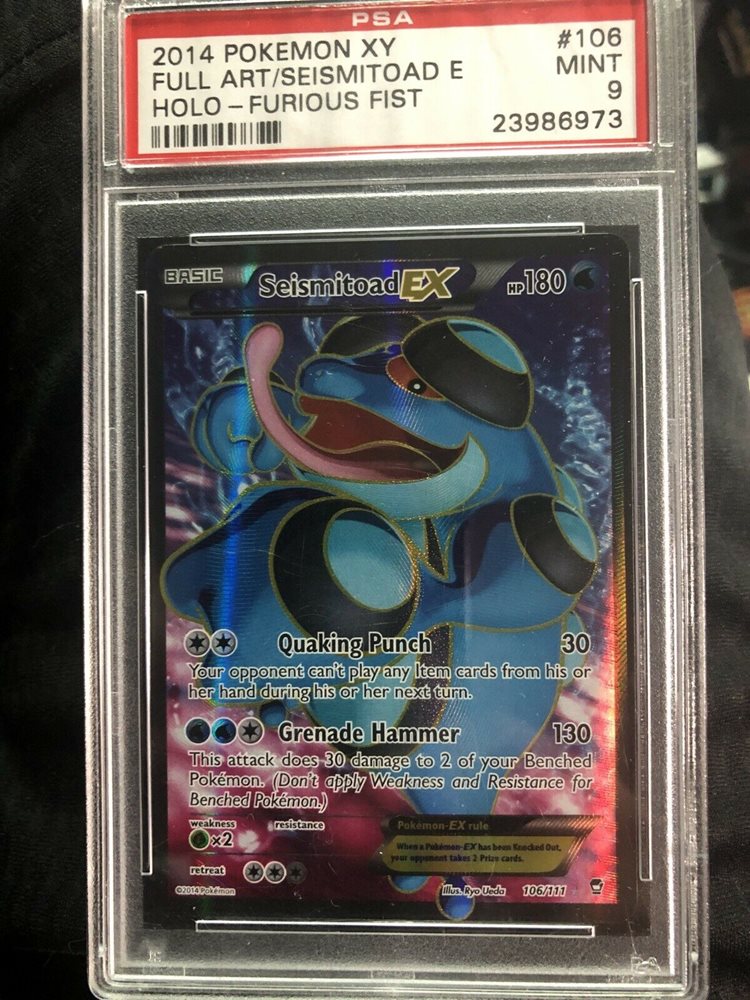 PSA
2014 POKEMON XY #106
FULL ART/SEISMITOAD E MINT
HOLO - FURIOUS FIST 9
23986973
BASIC Seismitoad EX HP180
Quaking Punch 30
Your opponent can't play any Item cards from his or
her hand during his or her next turn.
Grenade Hammer 130
This attack does 30 damage to 2 of your Benched
Pokémon. (Don't apply Weakness and Resistance for
Benched Pokémon.)
weakness resistance
×2
Pokémon-EX rule
When a Pokémon-EX has been Knocked Out,
your opponent takes 2 Prize cards.
retreat
©2014 Pokémon Illus. Ryo Ueda 106/111